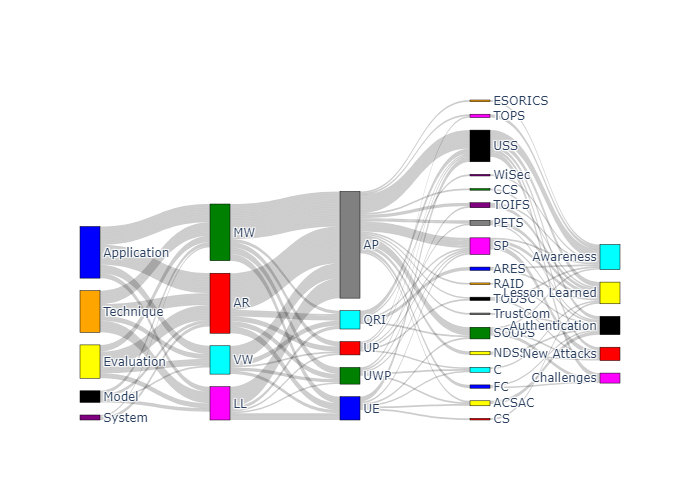 Application
Technique
Evaluation
Model
System
MW
AR
VW
LL
AP
QRI
UP
UWP
UE
ESORICS
TOPS
USS
WiSec
CCS
TOIFS
PETS
SP
ARES
RAID
TODSC
TrustCom
SOUPS
NDSS
C
FC
ACSAC
CS
Awareness
Lesson Learned
Authentication
New Attacks
Challenges